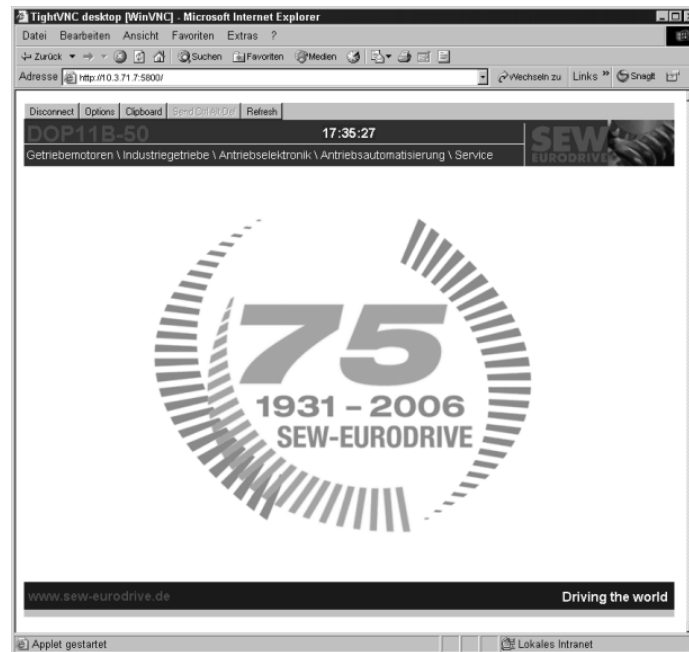 TightVNC desktop [WinVNC] - Microsoft Internet Explorer
Datei Bearbeiten Ansicht Favoriten Extras ?
Zurück Suchen Favoriten Medien
Adresse http://10.3.71.7:5800/ Wechseln zu Links » SnagIt
Disconnect Options Clipboard Send Ctrl-Alt-Del Refresh
DOP11B-50 17:35:27 SEW
EURODRIVE
Getriebemotoren \ Industriegetriebe \ Antriebselektronik \ Antriebsautomatisierung \ Service
75
1931 – 2006
SEW-EURODRIVE
www.sew-eurodrive.de Driving the world
Applet gestartet Lokales Intranet